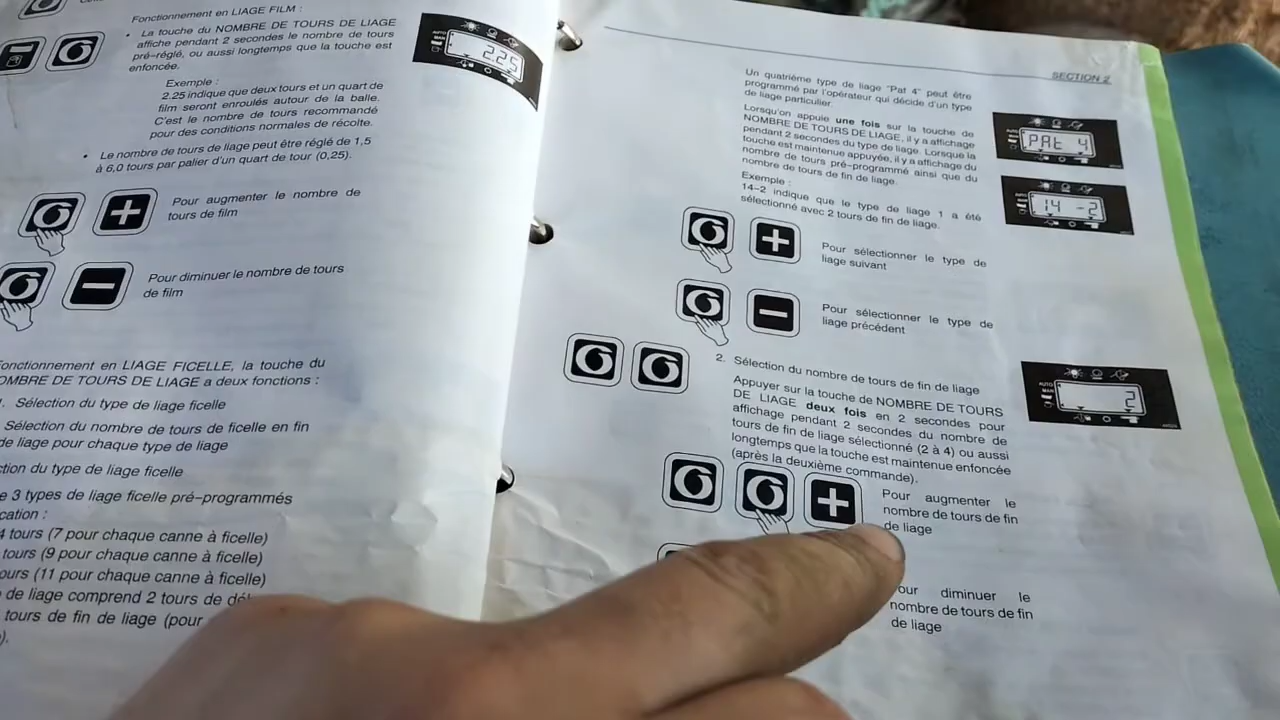 Fonctionnement en LIAGE FILM :
• La touche du NOMBRE DE TOURS DE LIAGE
affiche pendant 2 secondes le nombre de tours
pré-réglé, ou aussi longtemps que la touche est
enfoncée.
Exemple :
2.25 indique que deux tours et un quart de
film seront enroulés autour de la balle.
C'est le nombre de tours recommandé
pour des conditions normales de récolte.
• Le nombre de tours de liage peut être réglé de 1,5
à 6,0 tours par palier d'un quart de tour (0,25).
Pour augmenter le nombre de
tours de film
Pour diminuer le nombre de tours
de film
Fonctionnement en LIAGE FICELLE, la touche du
NOMBRE DE TOURS DE LIAGE a deux fonctions :
1. Sélection du type de liage ficelle
Sélection du nombre de tours de ficelle en fin
de liage pour chaque type de liage
du type de liage ficelle
3 types de liage ficelle pré-programmés
tours (7 pour chaque canne à ficelle)
tours (9 pour chaque canne à ficelle)
tours (11 pour chaque canne à ficelle)
de liage comprend 2 tours de
tours de fin de liage (pour
AUTO
MAN
2.25
SECTION 2
Un quatrième type de liage "Pat 4" peut être
programmé par l'opérateur qui décide d'un type
de liage particulier.
Lorsqu'on appuie une fois sur la touche de
NOMBRE DE TOURS DE LIAGE, il y a affichage
pendant 2 secondes du type de liage. Lorsque la
touche est maintenue appuyée, il y a affichage du
nombre de tours pré-programmé ainsi que du
nombre de tours de fin de liage.
Exemple :
14-2 indique que le type de liage 1 a été
sélectionné avec 2 tours de fin de liage.
PAt 4
14 -2
Pour sélectionner le type de
liage suivant
Pour sélectionner le type de
liage précédent
2. Sélection du nombre de tours de fin de liage
Appuyer sur la touche de NOMBRE DE TOURS
DE LIAGE deux fois en 2 secondes pour
affichage pendant 2 secondes du nombre de
tours de fin de liage sélectionné (2 à 4) ou aussi
longtemps que la touche est maintenue enfoncée
(après la deuxième commande).
AUTO
MAN
2
Pour augmenter le
nombre de tours de fin
de liage
diminuer le
nombre de tours de fin
de liage